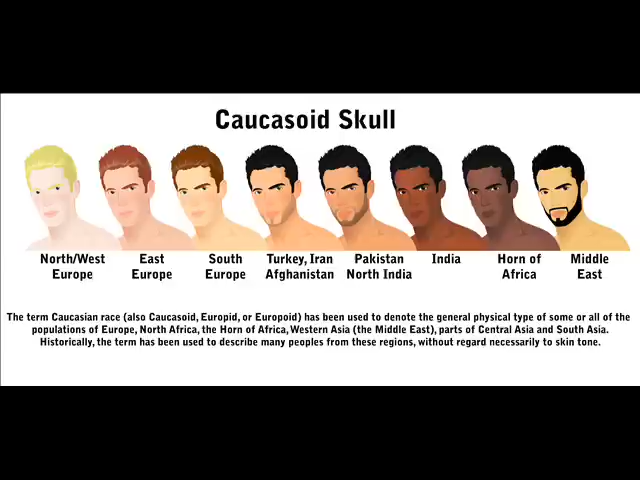 Caucasoid Skull
North/West Europe
East Europe
South Europe
Turkey, Iran Afghanistan
Pakistan North India
India
Horn of Africa
Middle East
The term Caucasian race (also Caucasoid, Europid, or Europoid) has been used to denote the general physical type of some or all of the
populations of Europe, North Africa, the Horn of Africa, Western Asia (the Middle East), parts of Central Asia and South Asia.
Historically, the term has been used to describe many peoples from these regions, without regard necessarily to skin tone.